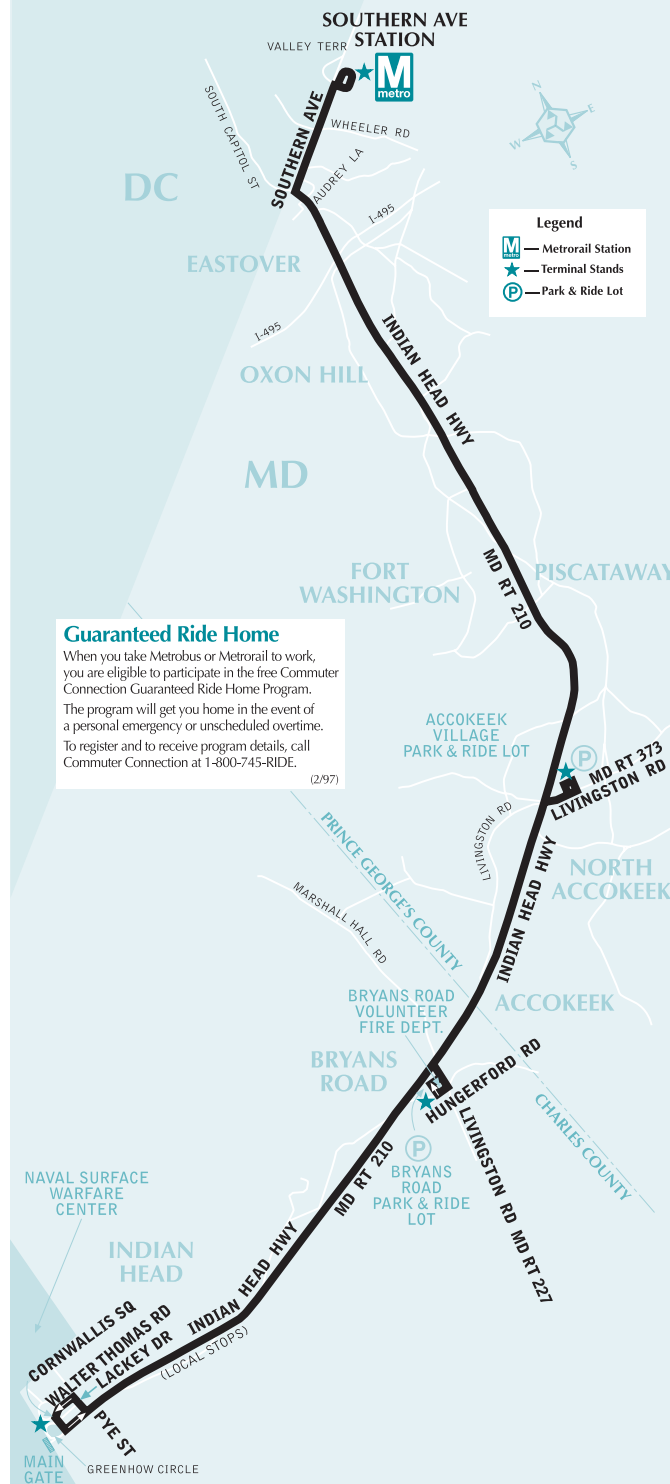 SOUTHERN AVE
STATION
VALLEY TERR
M
metro
SOUTH CAPITOL ST
SOUTHERN AVE
WHEELER RD
AUDREY LA
N
E
W
S
DC
I-495
Legend
M
metro
Metrorail Station
Terminal Stands
P
Park & Ride Lot
EASTOVER
I-495
OXON HILL
INDIAN HEAD HWY
MD
FORT
WASHINGTON
MD RT 210
PISCATAWAY
Guaranteed Ride Home
When you take Metrobus or Metrorail to work,
you are eligible to participate in the free Commuter
Connection Guaranteed Ride Home Program.
The program will get you home in the event of
a personal emergency or unscheduled overtime.
To register and to receive program details, call
Commuter Connection at 1-800-745-RIDE.
(2/97)
ACCOKEEK
VILLAGE
PARK & RIDE LOT
P
MD RT 373
LIVINGSTON RD
LIVINGSTON RD
PRINCE GEORGE'S COUNTY
INDIAN HEAD HWY
NORTH
ACCOKEEK
MARSHALL HALL RD
BRYANS ROAD
VOLUNTEER
FIRE DEPT.
ACCOKEEK
BRYANS
ROAD
HUNGERFORD RD
CHARLES COUNTY
LIVINGSTON RD MD RT 227
MD RT 210
P
BRYANS
ROAD
PARK & RIDE
LOT
NAVAL SURFACE
WARFARE
CENTER
INDIAN
HEAD
INDIAN HEAD HWY
(LOCAL STOPS)
CORNWALLIS SQ
WALTER THOMAS RD
LACKEY DR
PYE ST
MAIN
GATE
GREENHOW CIRCLE